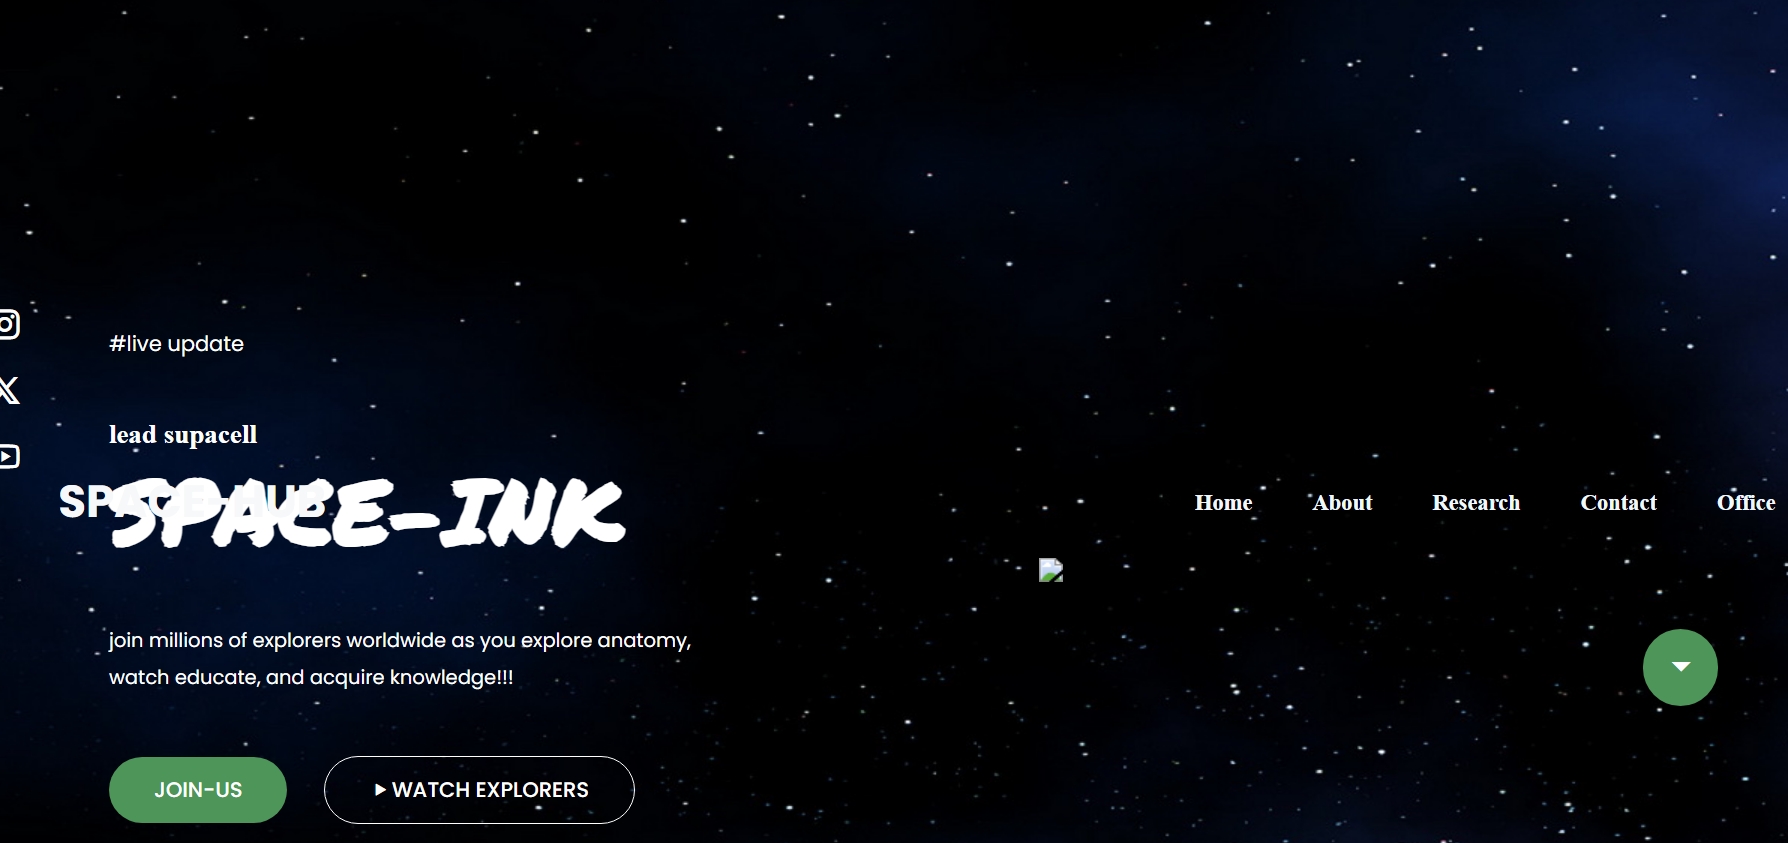 #live update
lead supacell
SPACE-HUB
SPACE-INK
Home About Research Contact Office
join millions of explorers worldwide as you explore anatomy,
watch educate, and acquire knowledge!!!
JOIN-US
WATCH EXPLORERS